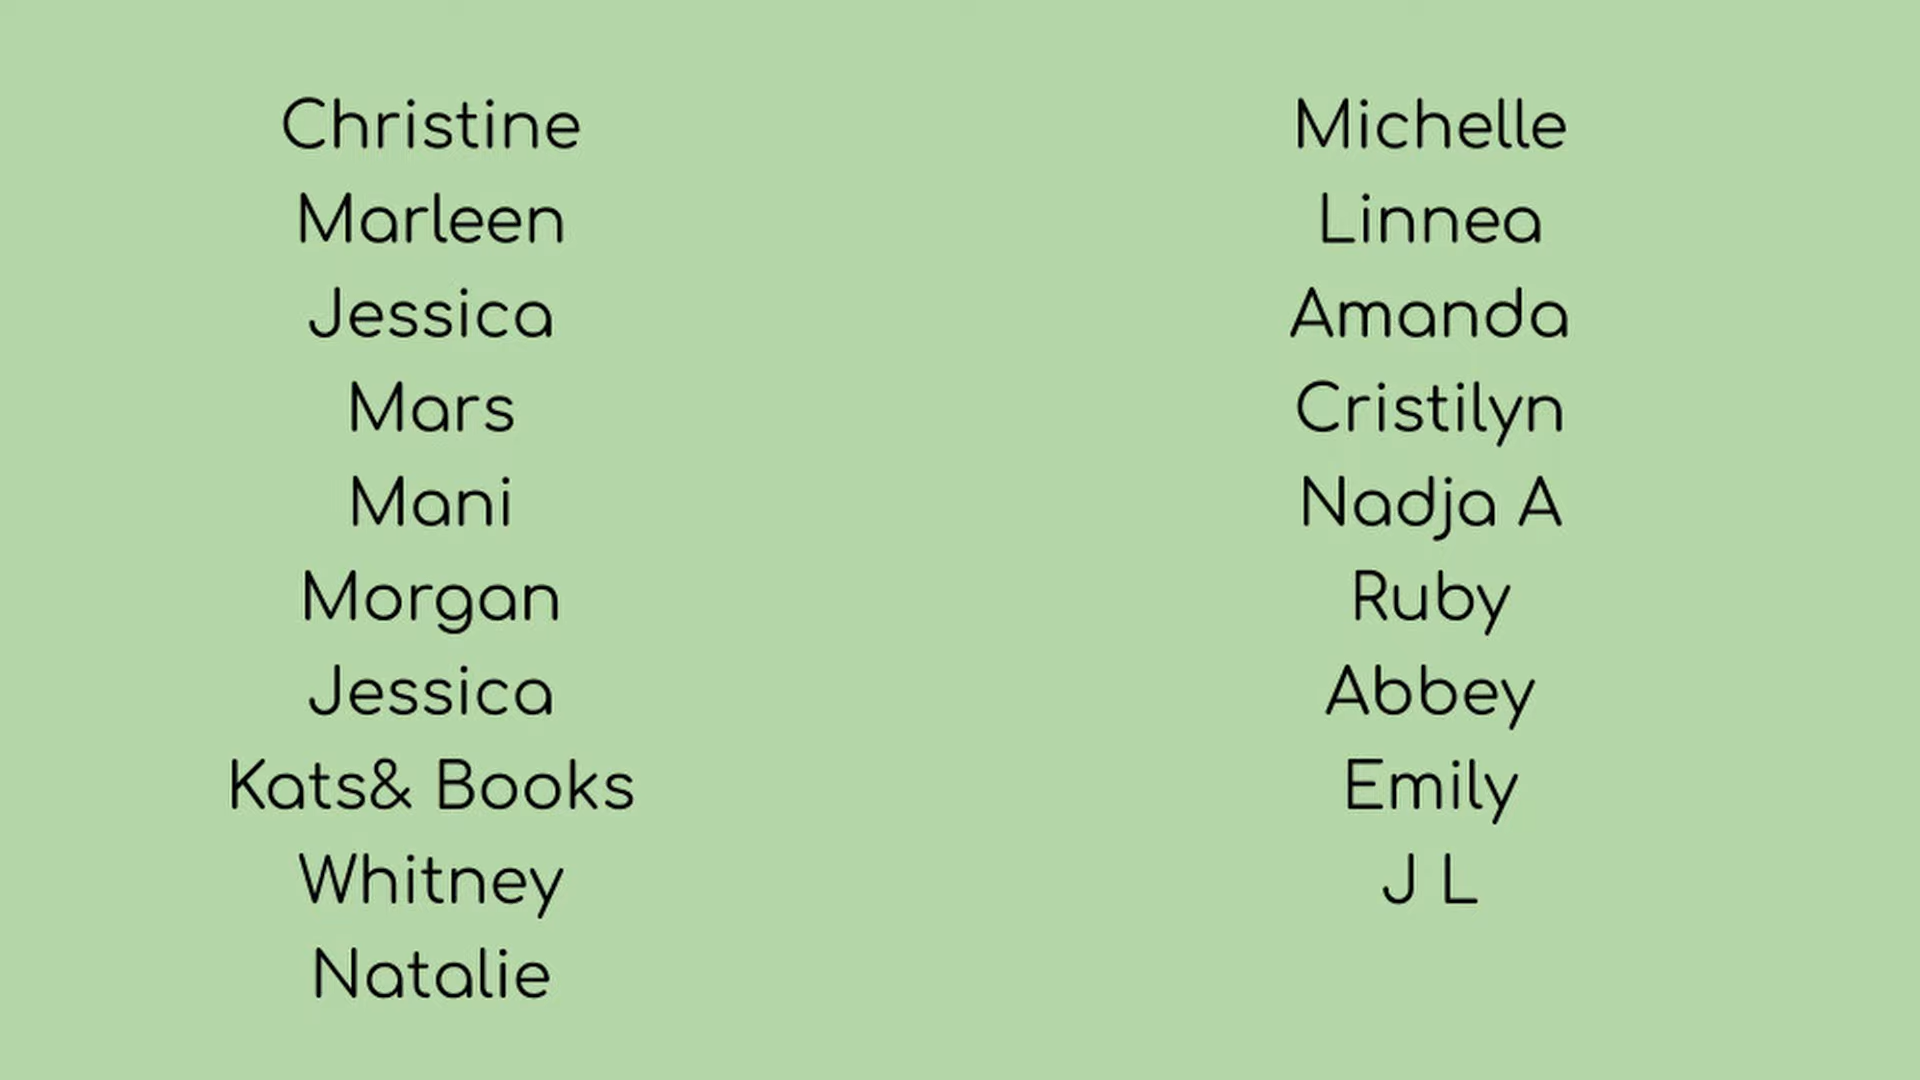 Christine
Marleen
Jessica
Mars
Mani
Morgan
Jessica
Kats& Books
Whitney
Natalie
Michelle
Linnea
Amanda
Cristilyn
Nadja A
Ruby
Abbey
Emily
J L